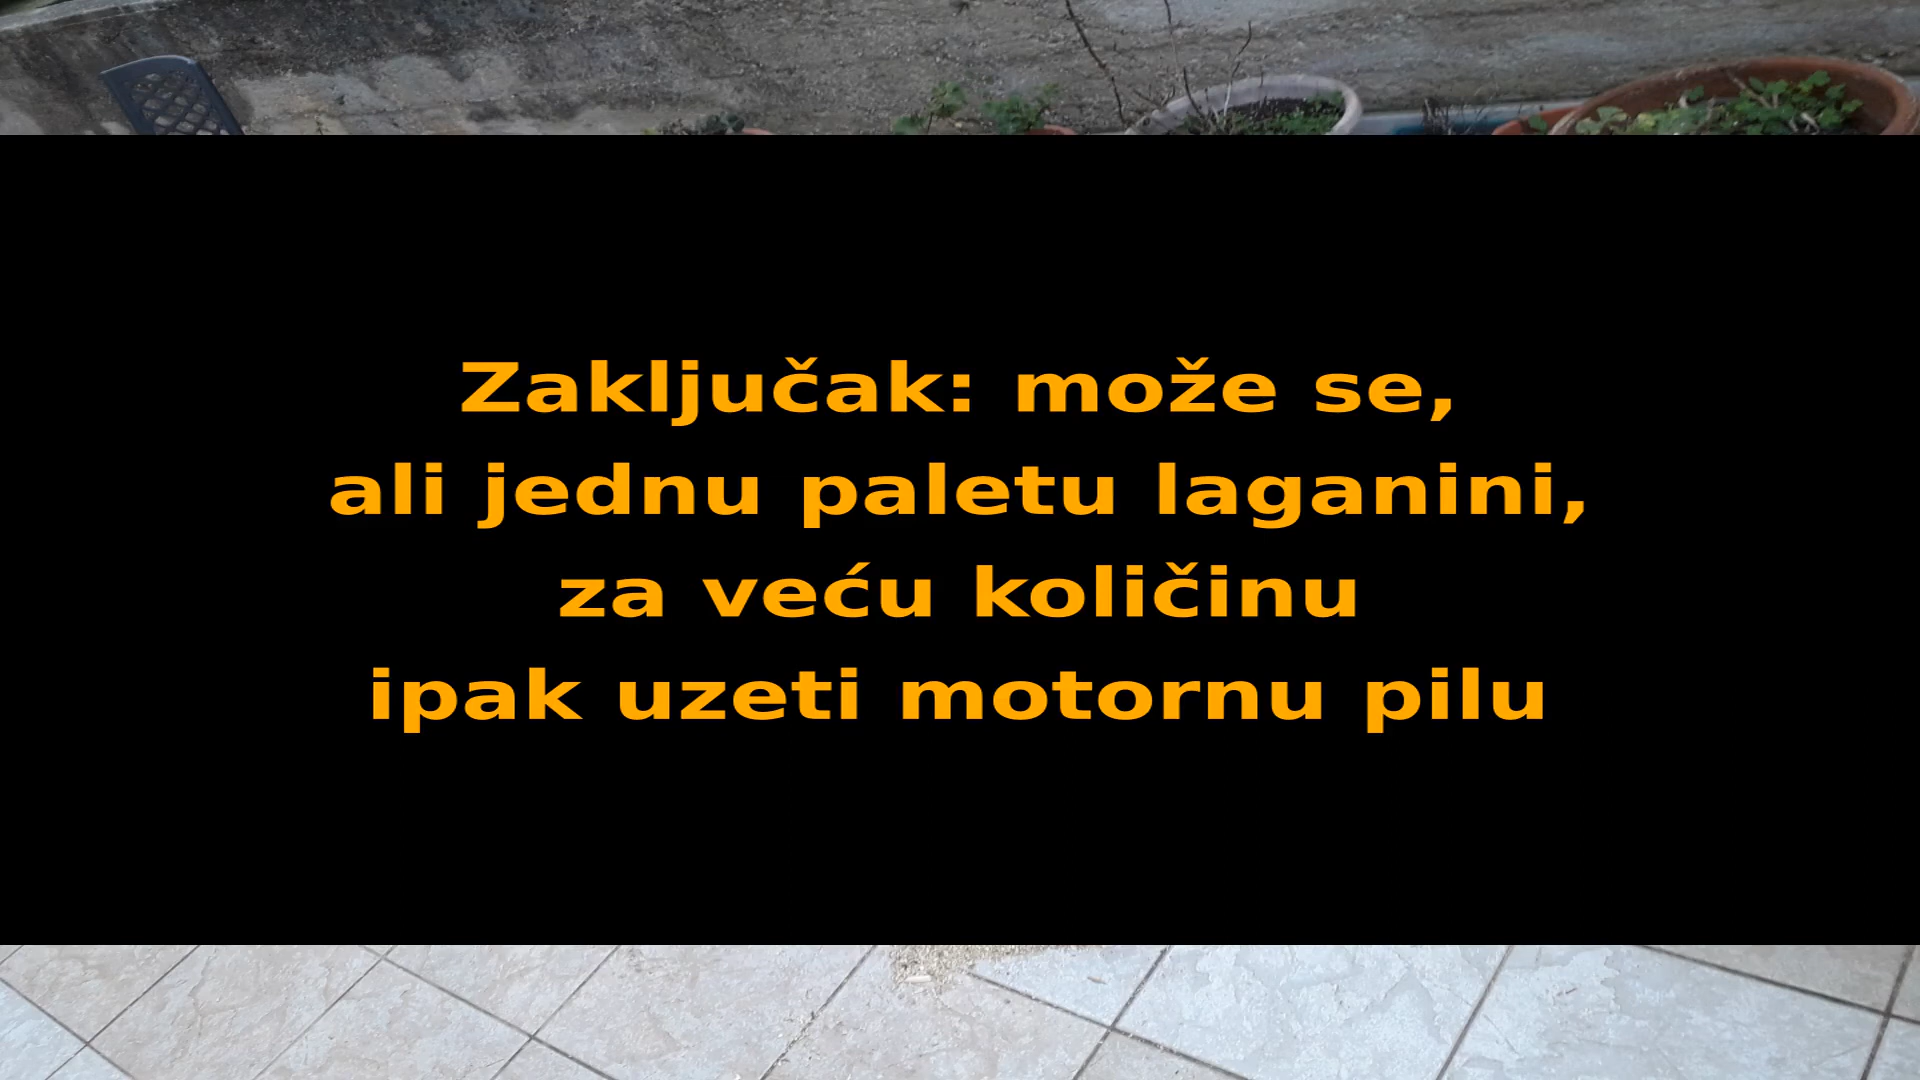 Zaključak: može se,
ali jednu paletu laganini,
za veću količinu
ipak uzeti motornu pilu